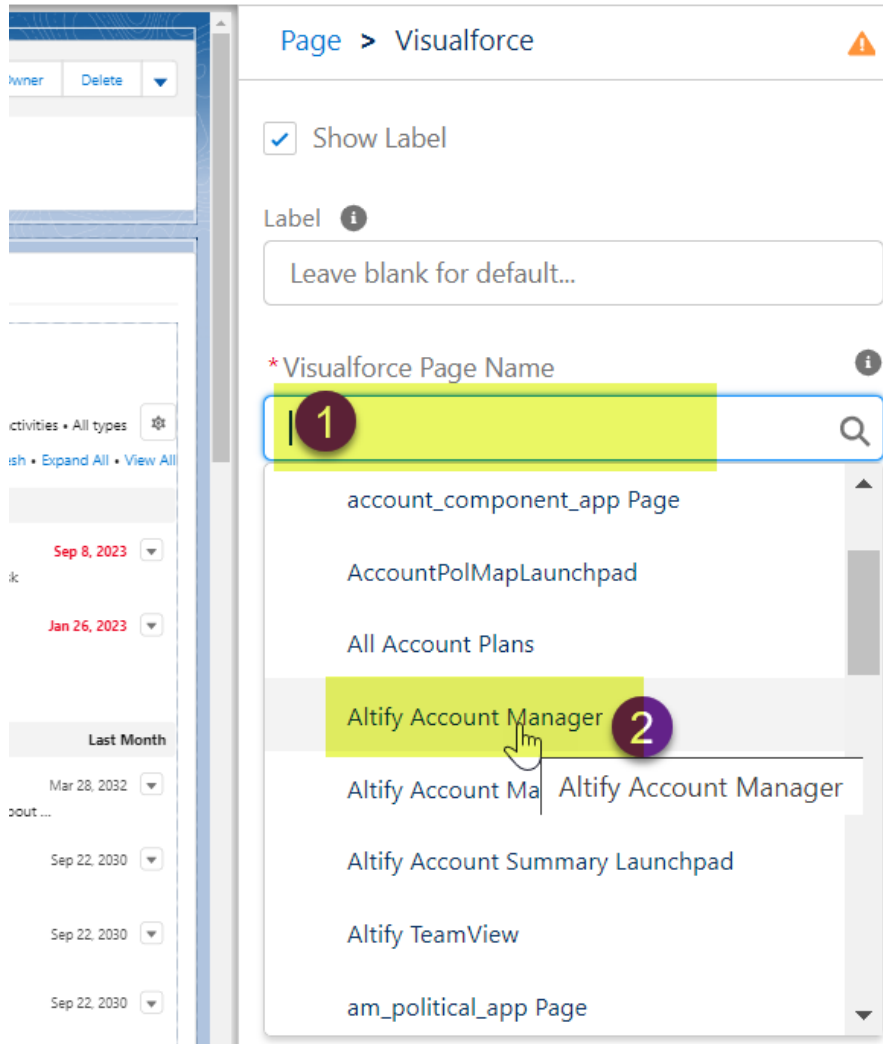 Owner Delete
ctivities • All types
esh • Expand All • View All
Sep 8, 2023
sk
Jan 26, 2023
Last Month
Mar 28, 2032
bout ...
Sep 22, 2030
Sep 22, 2030
Sep 22, 2030
Page > Visualforce
Show Label
Label
Leave blank for default...
* Visualforce Page Name
1
account_component_app Page
AccountPolMapLaunchpad
All Account Plans
Altify Account Manager
2
Altify Account Ma
Altify Account Manager
Altify Account Summary Launchpad
Altify TeamView
am_political_app Page